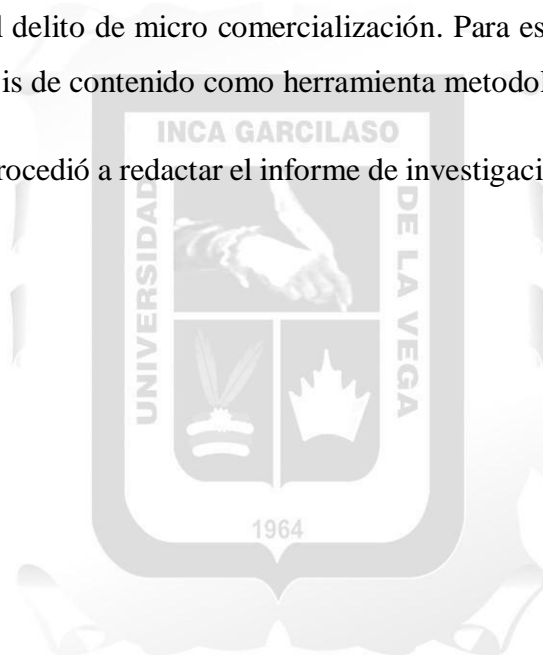 l delito de micro comercialización. Para es
is de contenido como herramienta metodol
INCA GARCILASO
rocedió a redactar el informe de investigaci
UNIVERSIDAD
DE LA VEGA
1964